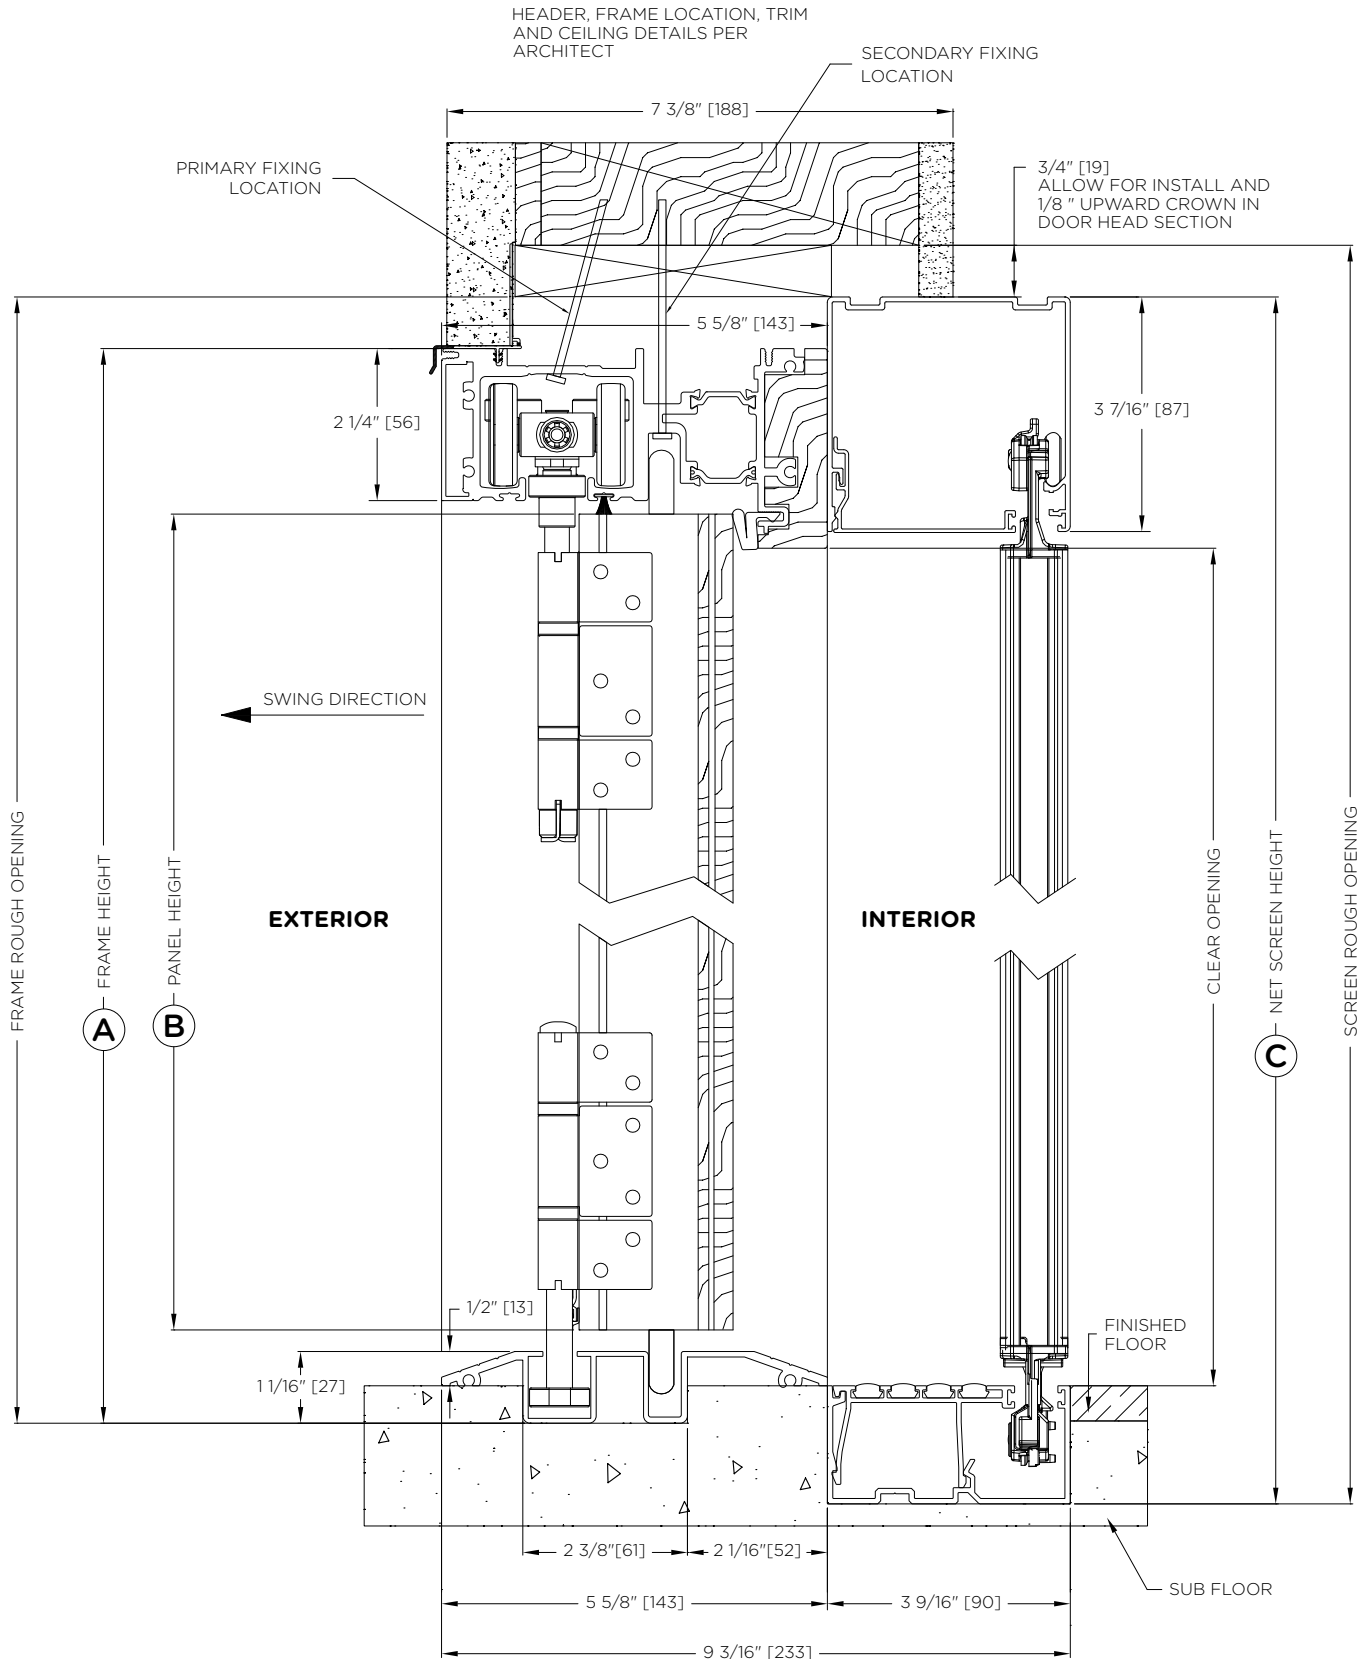 HEADER, FRAME LOCATION, TRIM
AND CEILING DETAILS PER
ARCHITECT
SECONDARY FIXING
LOCATION
7 3/8" [188]
PRIMARY FIXING
LOCATION
3/4" [19]
ALLOW FOR INSTALL AND
1/8 " UPWARD CROWN IN
DOOR HEAD SECTION
5 5/8" [143]
2 1/4" [56]
3 7/16" [87]
SWING DIRECTION
FRAME ROUGH OPENING
FRAME HEIGHT
A
PANEL HEIGHT
B
EXTERIOR
INTERIOR
CLEAR OPENING
NET SCREEN HEIGHT
C
SCREEN ROUGH OPENING
1/2" [13]
1 1/16" [27]
FINISHED
FLOOR
2 3/8"[61]
2 1/16"[52]
SUB FLOOR
5 5/8" [143]
3 9/16" [90]
9 3/16" [233]